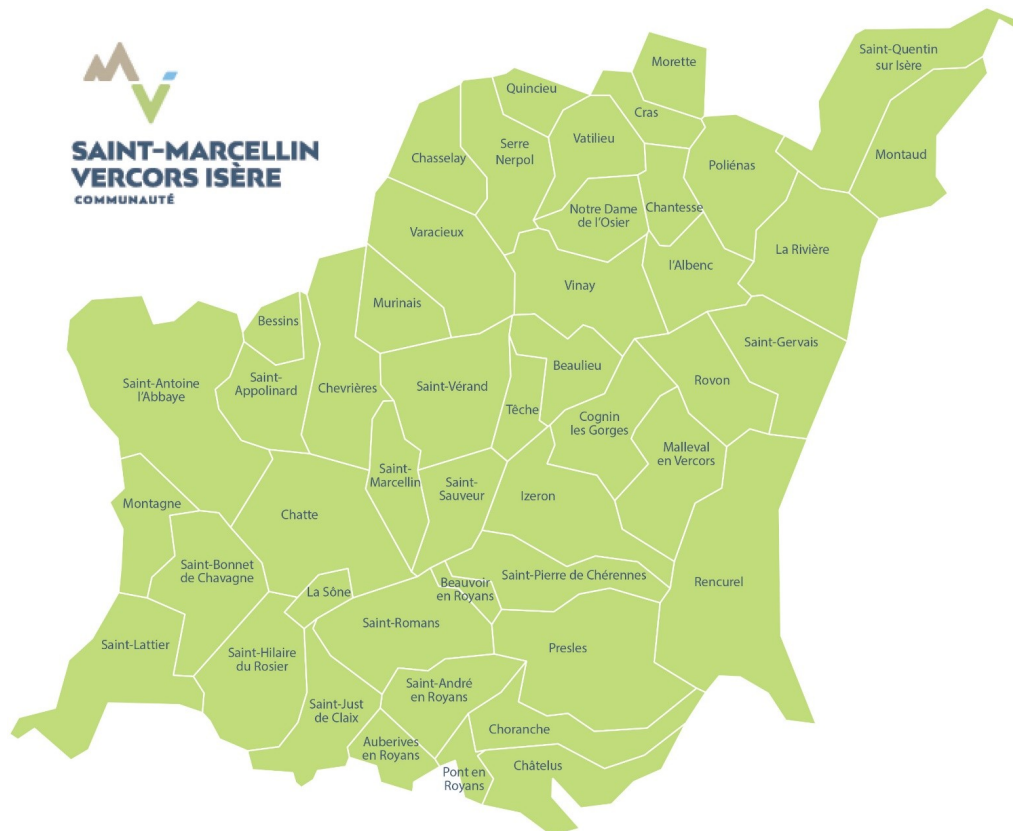 SAINT-MARCELLIN
VERCORS ISÈRE
COMMUNAUTÉ
Saint-Quentin
sur Isère
Morette
Quincieu
Cras
Serre
Nerpol
Vatilieu
Chasselay
Poliénas
Montaud
Notre Dame
de l'Osier
Chantesse
Varacieux
La Rivière
l'Albenc
Vinay
Murinais
Bessins
Saint-Gervais
Beaulieu
Saint-Antoine
l'Abbaye
Saint-
Appolinard
Chevrières
Saint-Vérand
Rovon
Tèche
Cognin
les Gorges
Malleval
en Vercors
Saint-
Marcellin
Saint-
Sauveur
Izeron
Montagne
Chatte
Saint-Bonnet
de Chavagne
La Sône
Beauvoir
en Royans
Saint-Pierre de Chérennes
Rencurel
Saint-Romans
Saint-Lattier
Saint-Hilaire
du Rosier
Presles
Saint-André
en Royans
Saint-Just
de Claix
Choranche
Auberives
en Royans
Pont en
Royans
Châtelus